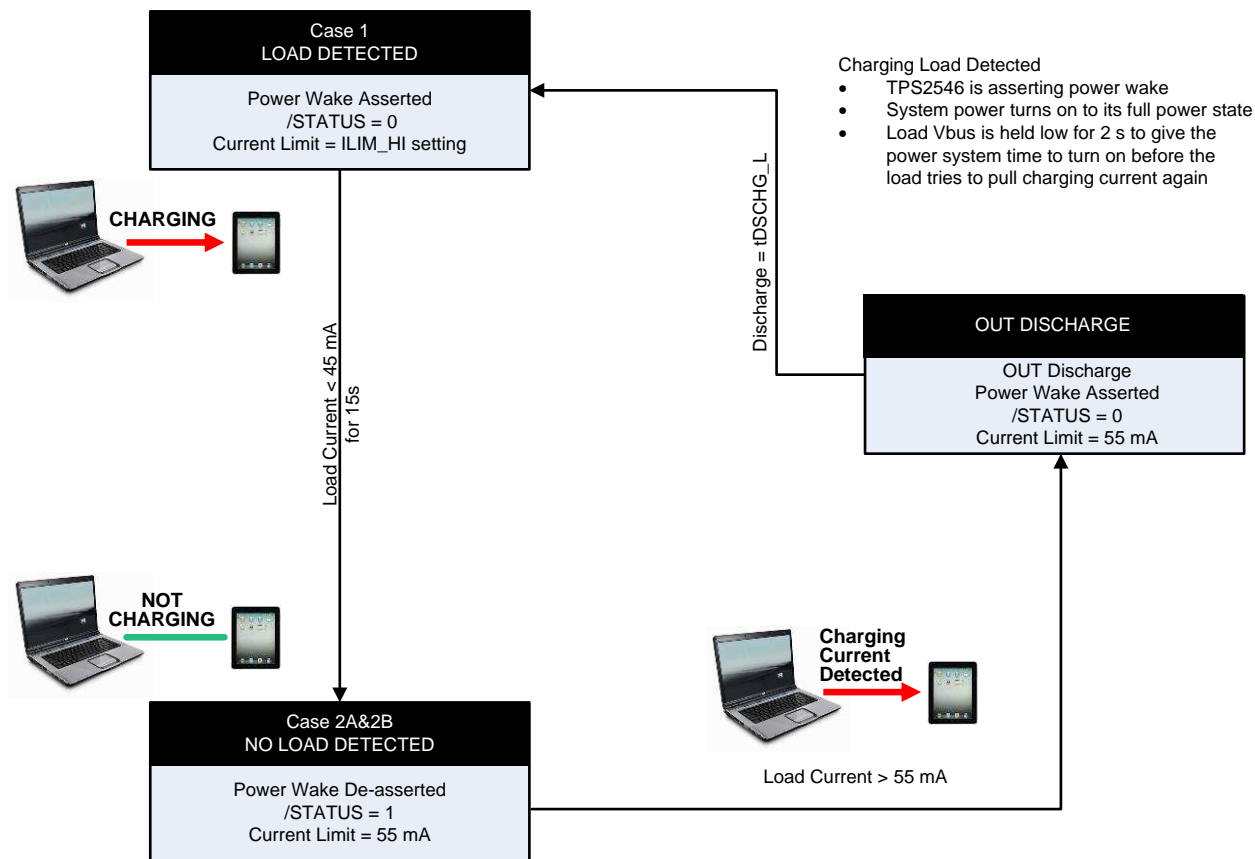 Case 1
LOAD DETECTED
Power Wake Asserted
/STATUS = 0
Current Limit = ILIM_HI setting
Charging Load Detected
• TPS2546 is asserting power wake
• System power turns on to its full power state
• Load Vbus is held low for 2 s to give the
power system time to turn on before the
load tries to pull charging current again
CHARGING
Load Current < 45 mA
for 15s
Discharge = tDSCHG_L
OUT DISCHARGE
OUT Discharge
Power Wake Asserted
/STATUS = 0
Current Limit = 55 mA
NOT
CHARGING
Charging
Current
Detected
Load Current > 55 mA
Case 2A&2B
NO LOAD DETECTED
Power Wake De-asserted
/STATUS = 1
Current Limit = 55 mA